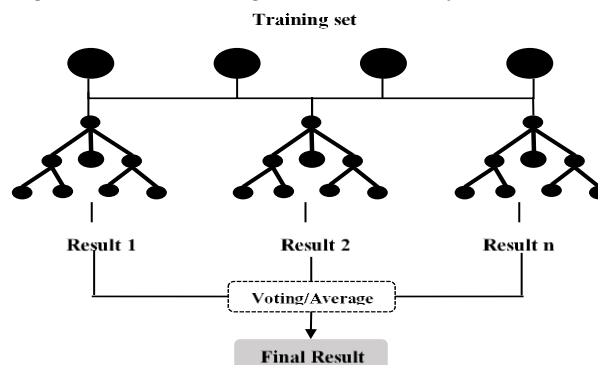 Training set
Result 1
Result 2
Result n
Voting/Average
Final Result